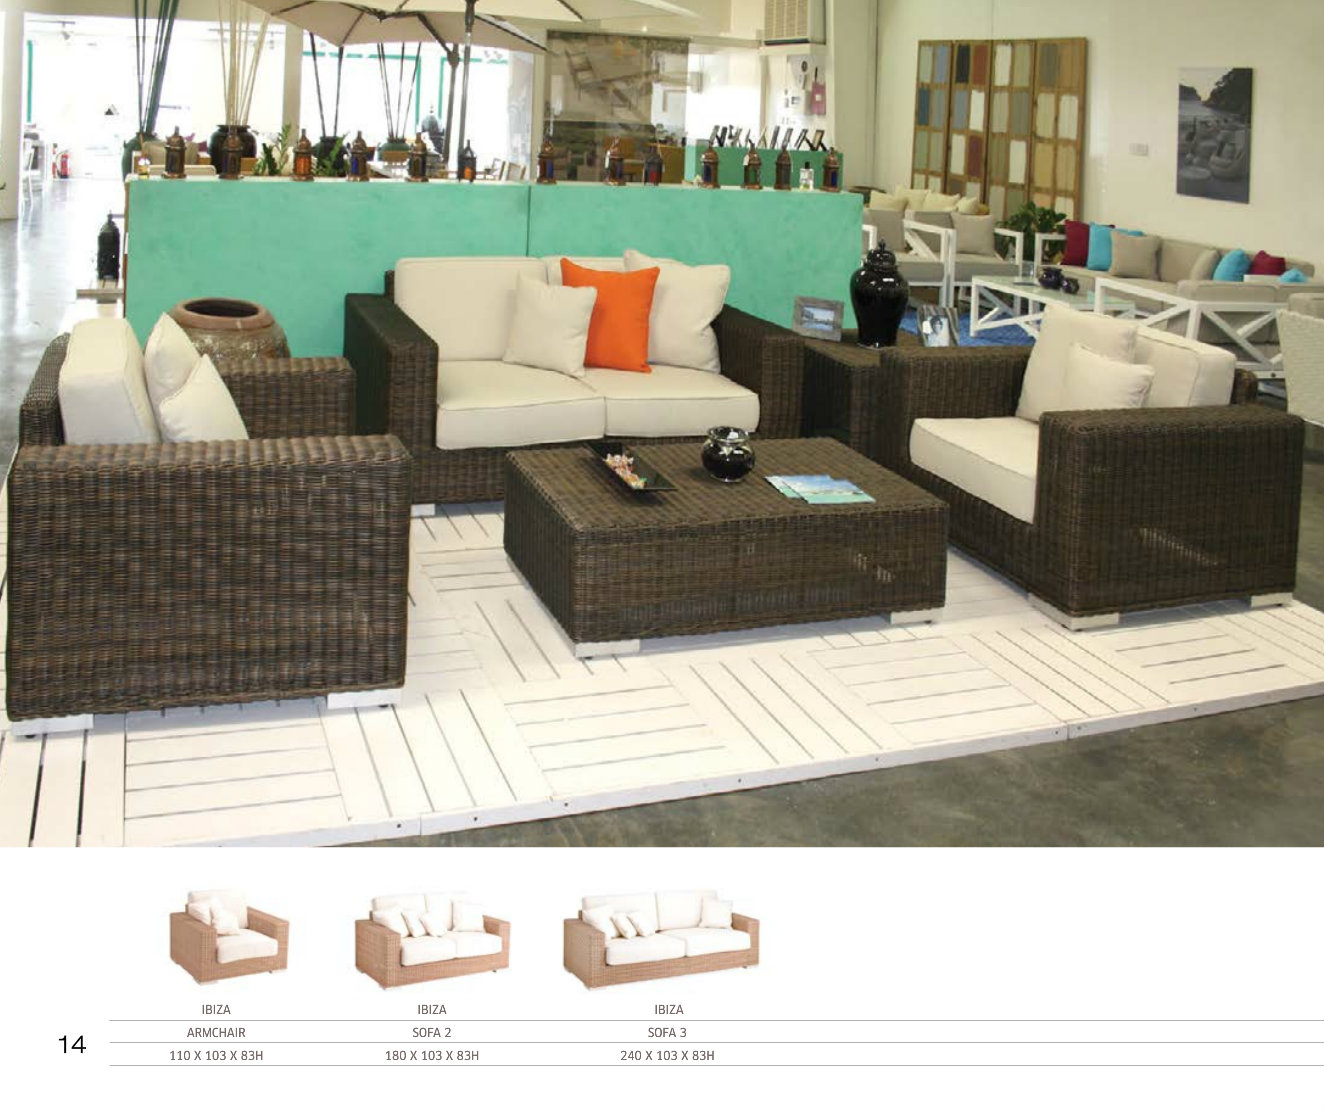 IBIZA IBIZA IBIZA
ARMCHAIR SOFA 2 SOFA 3
14
110 X 103 X 83H 180 X 103 X 83H 240 X 103 X 83H